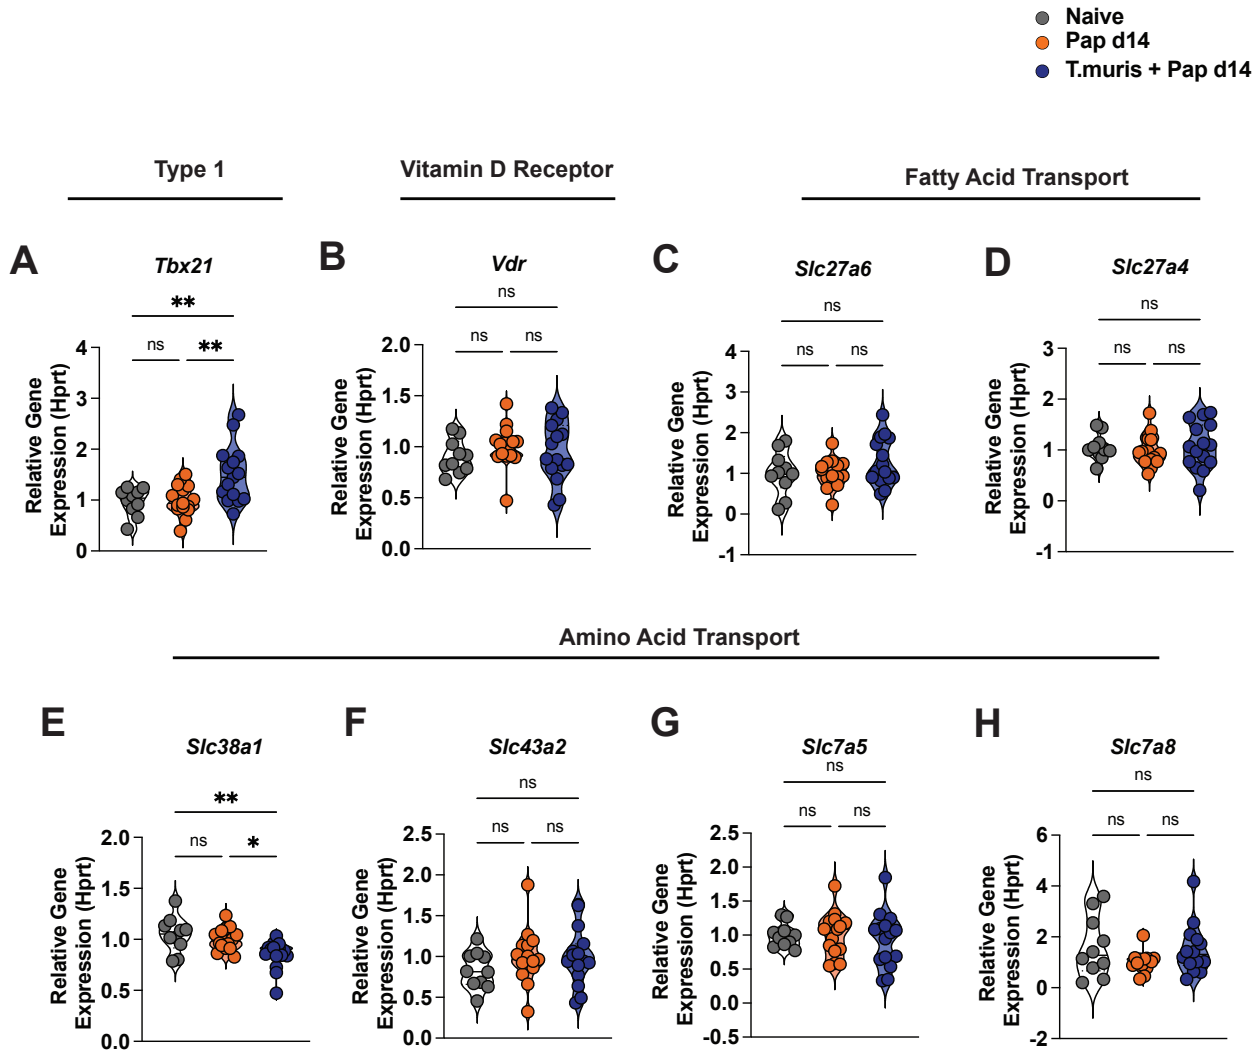 Naive
Pap d14
T.muris + Pap d14
Type 1
Vitamin D Receptor
Fatty Acid Transport
A
Tbx21
**
ns
**
Relative Gene
Expression (Hprt)
4
3
2
1
0
B
Vdr
ns
ns
ns
Relative Gene
Expression (Hprt)
2.0
1.5
1.0
0.5
0.0
C
Slc27a6
ns
ns
ns
Relative Gene
Expression (Hprt)
4
3
2
1
0
-1
D
Slc27a4
ns
ns
ns
Relative Gene
Expression (Hprt)
3
2
1
0
-1
Amino Acid Transport
E
Slc38a1
**
ns
*
Relative Gene
Expression (Hprt)
2.0
1.5
1.0
0.5
0.0
F
Slc43a2
ns
ns
ns
Relative Gene
Expression (Hprt)
2.5
2.0
1.5
1.0
0.5
0.0
G
Slc7a5
ns
ns
ns
Relative Gene
Expression (Hprt)
2.5
2.0
1.5
1.0
0.5
0.0
-0.5
H
Slc7a8
ns
ns
ns
Relative Gene
Expression (Hprt)
6
4
2
0
-2